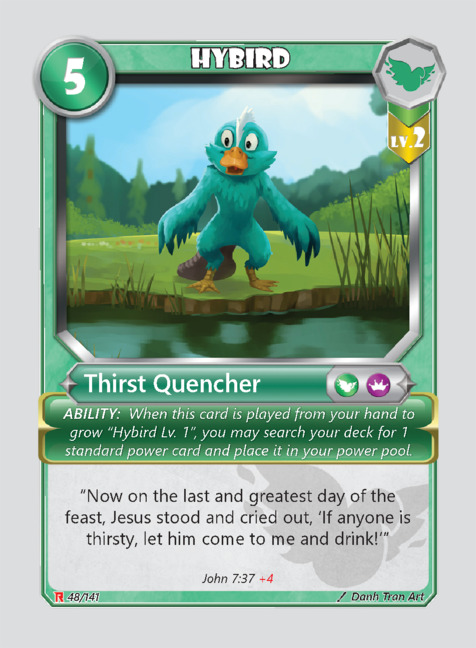 HYBIRD
5
LV.2
Thirst Quencher
ABILITY: When this card is played from your hand to
grow "Hybird Lv. 1", you may search your deck for 1
standard power card and place it in your power pool.
"Now on the last and greatest day of the
feast, Jesus stood and cried out, 'If anyone is
thirsty, let him come to me and drink!'"
John 7:37 +4
R 48/141
Danh Tran Art